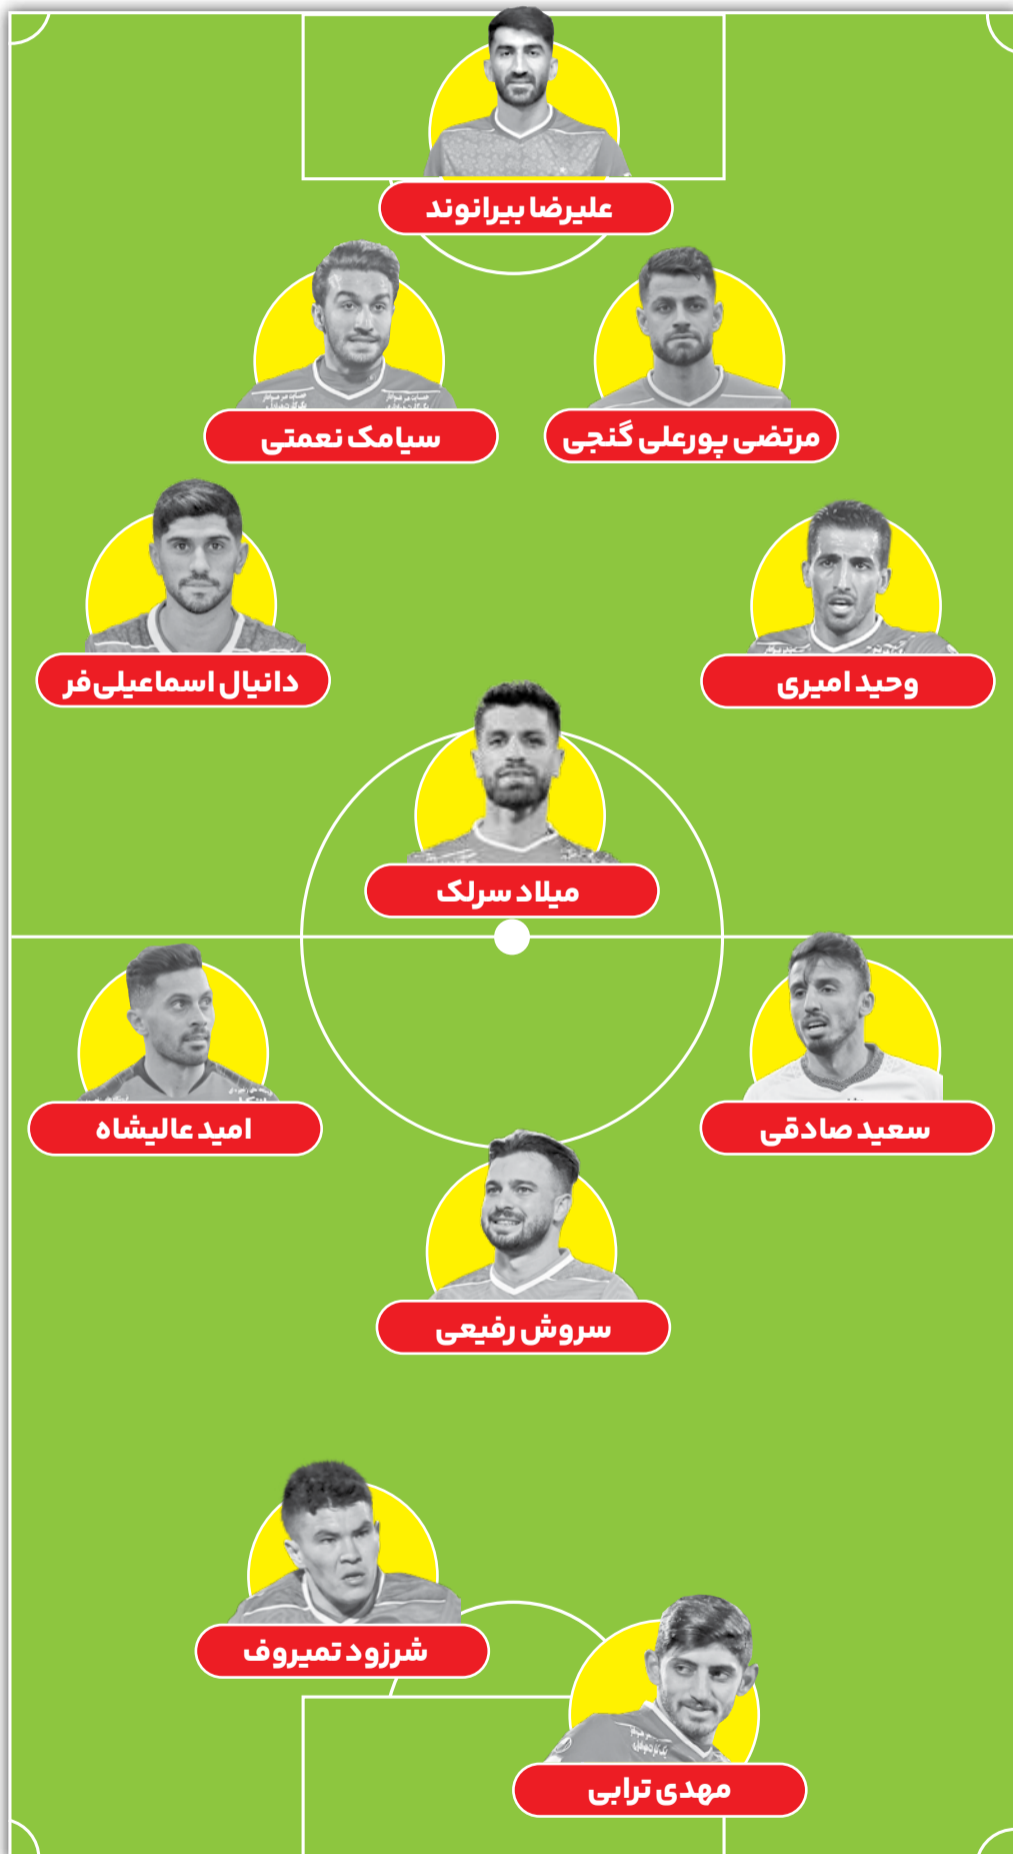 علیرضا بیرانوند
مرتضی پورعلی گنجی
سیامک نعمتی
وحید امیری
دانیال اسماعیلی‌فر
میلاد سرلک
سعید صادقی
امید عالیشاه
سروش رفیعی
شرزود تمیروف
مهدی ترابی